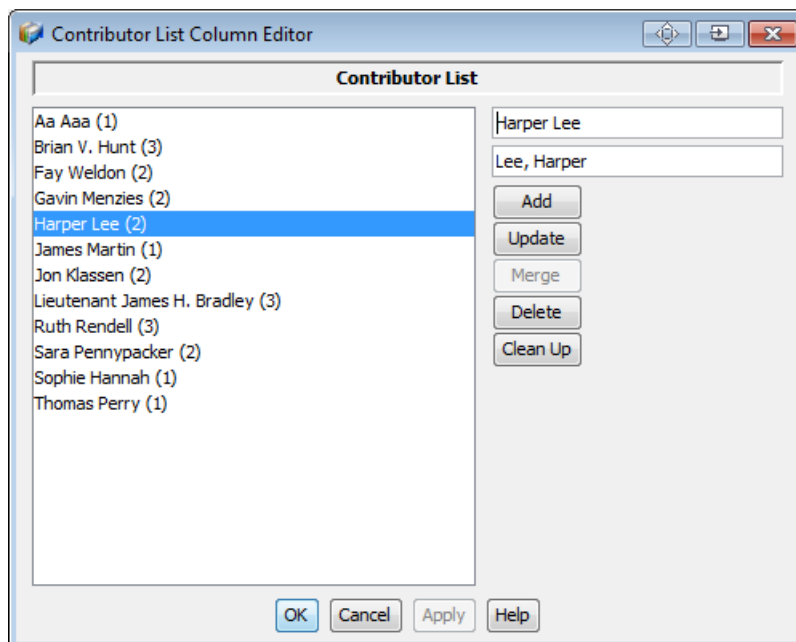 Contributor List Column Editor
Contributor List
Aa Aaa (1)
Brian V. Hunt (3)
Fay Weldon (2)
Gavin Menzies (2)
Harper Lee (2)
James Martin (1)
Jon Klassen (2)
Lieutenant James H. Bradley (3)
Ruth Rendell (3)
Sara Pennypacker (2)
Sophie Hannah (1)
Thomas Perry (1)
Harper Lee
Lee, Harper
Add
Update
Merge
Delete
Clean Up
OK Cancel Apply Help